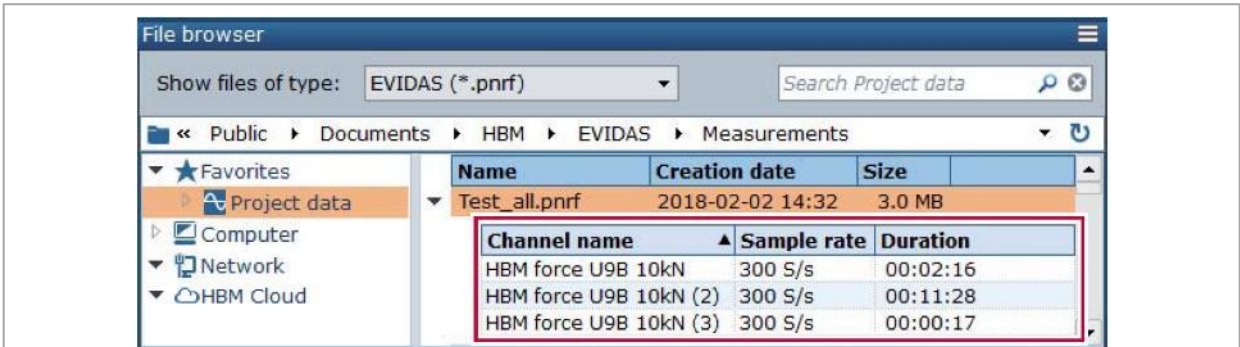 File browser
Show files of type: EVIDAS (*.pnrf) Search Project data
« Public Documents HBM EVIDAS Measurements
Favorites Name Creation date Size
Project data Test_all.pnrf 2018-02-02 14:32 3.0 MB
Computer Channel name Sample rate Duration
Network HBM force U9B 10kN 300 S/s 00:02:16
HBM Cloud HBM force U9B 10kN (2) 300 S/s 00:11:28
HBM force U9B 10kN (3) 300 S/s 00:00:17